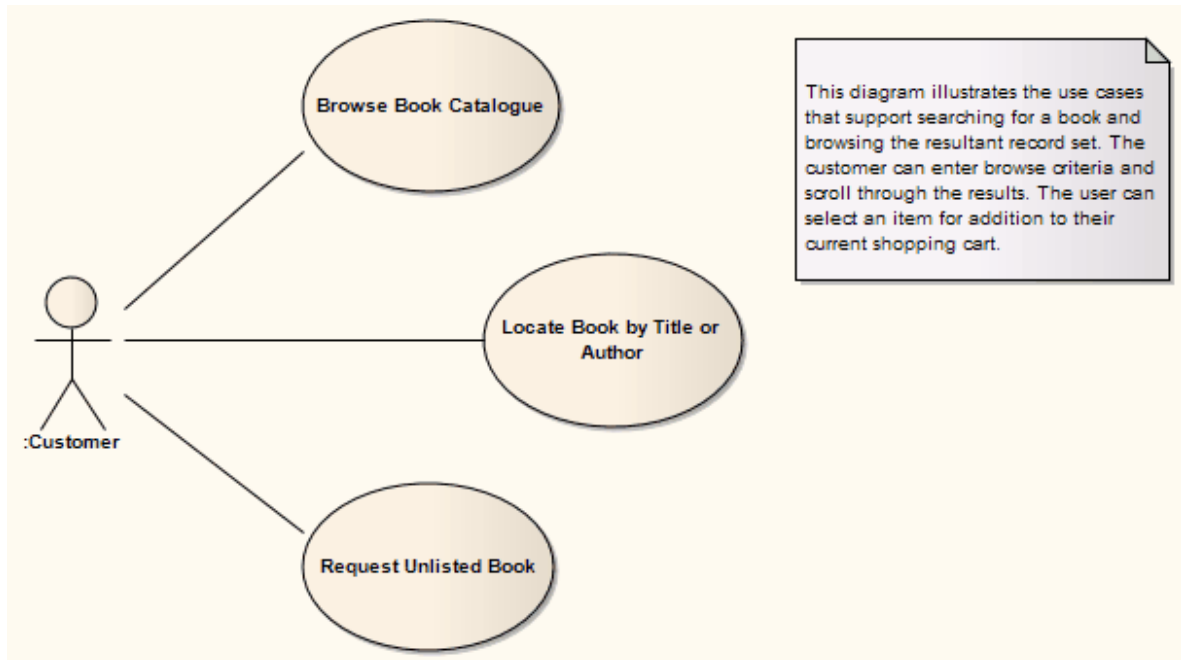 Browse Book Catalogue
This diagram illustrates the use cases
that support searching for a book and
browsing the resultant record set. The
customer can enter browse criteria and
scroll through the results. The user can
select an item for addition to their
current shopping cart.
Locate Book by Title or
Author
:Customer
Request Unlisted Book